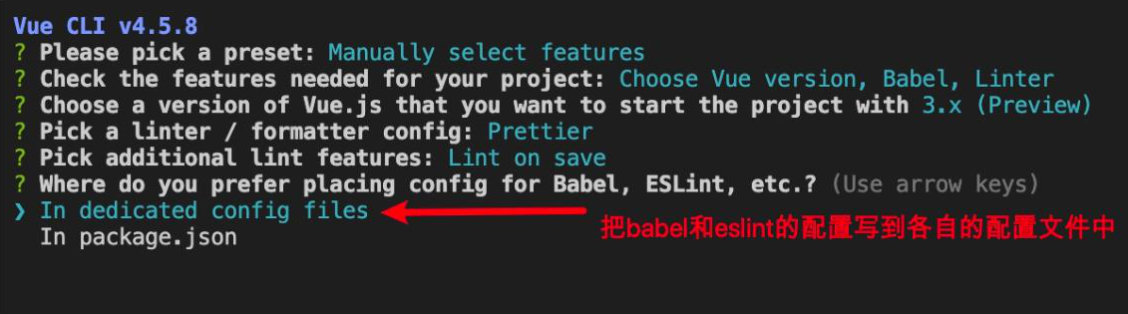 Vue CLI v4.5.8
? Please pick a preset: Manually select features
? Check the features needed for your project: Choose Vue version, Babel, Linter
? Choose a version of Vue.js that you want to start the project with 3.x (Preview)
? Pick a linter / formatter config: Prettier
? Pick additional lint features: Lint on save
? Where do you prefer placing config for Babel, ESLint, etc.? (Use arrow keys)
❯ In dedicated config files
把babel和eslint的配置写到各自的配置文件中
In package.json